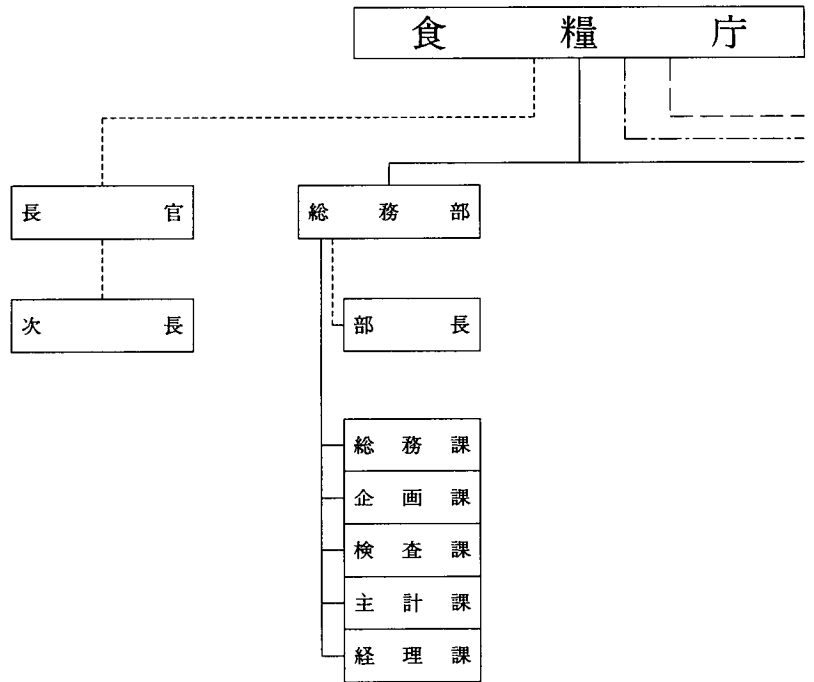 食糧庁
長官
総務部
次長
部長
総務課
企画課
検査課
主計課
経理課